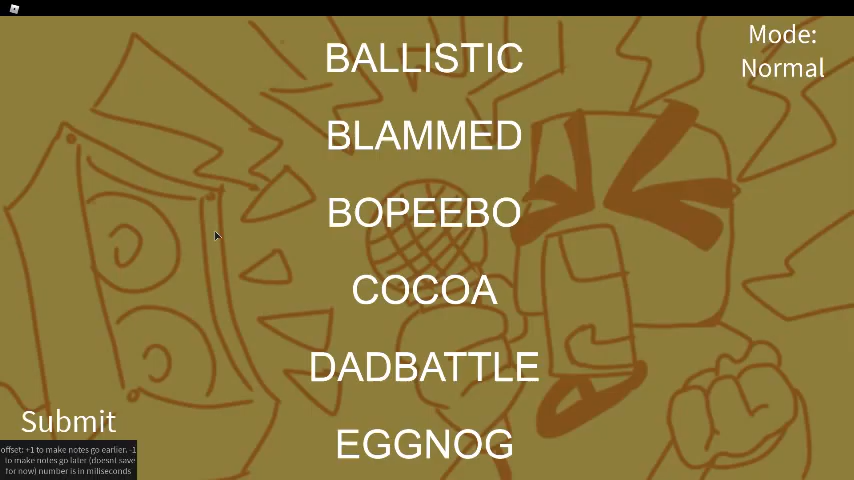 BALLISTIC
Mode:
Normal
BLAMMED
BOPEEBO
COCOA
DADBATTLE
Submit
EGGNOG
offset: +1 to make notes go earlier. -1
to make notes go later (doesnt save
for now) number is in miliseconds